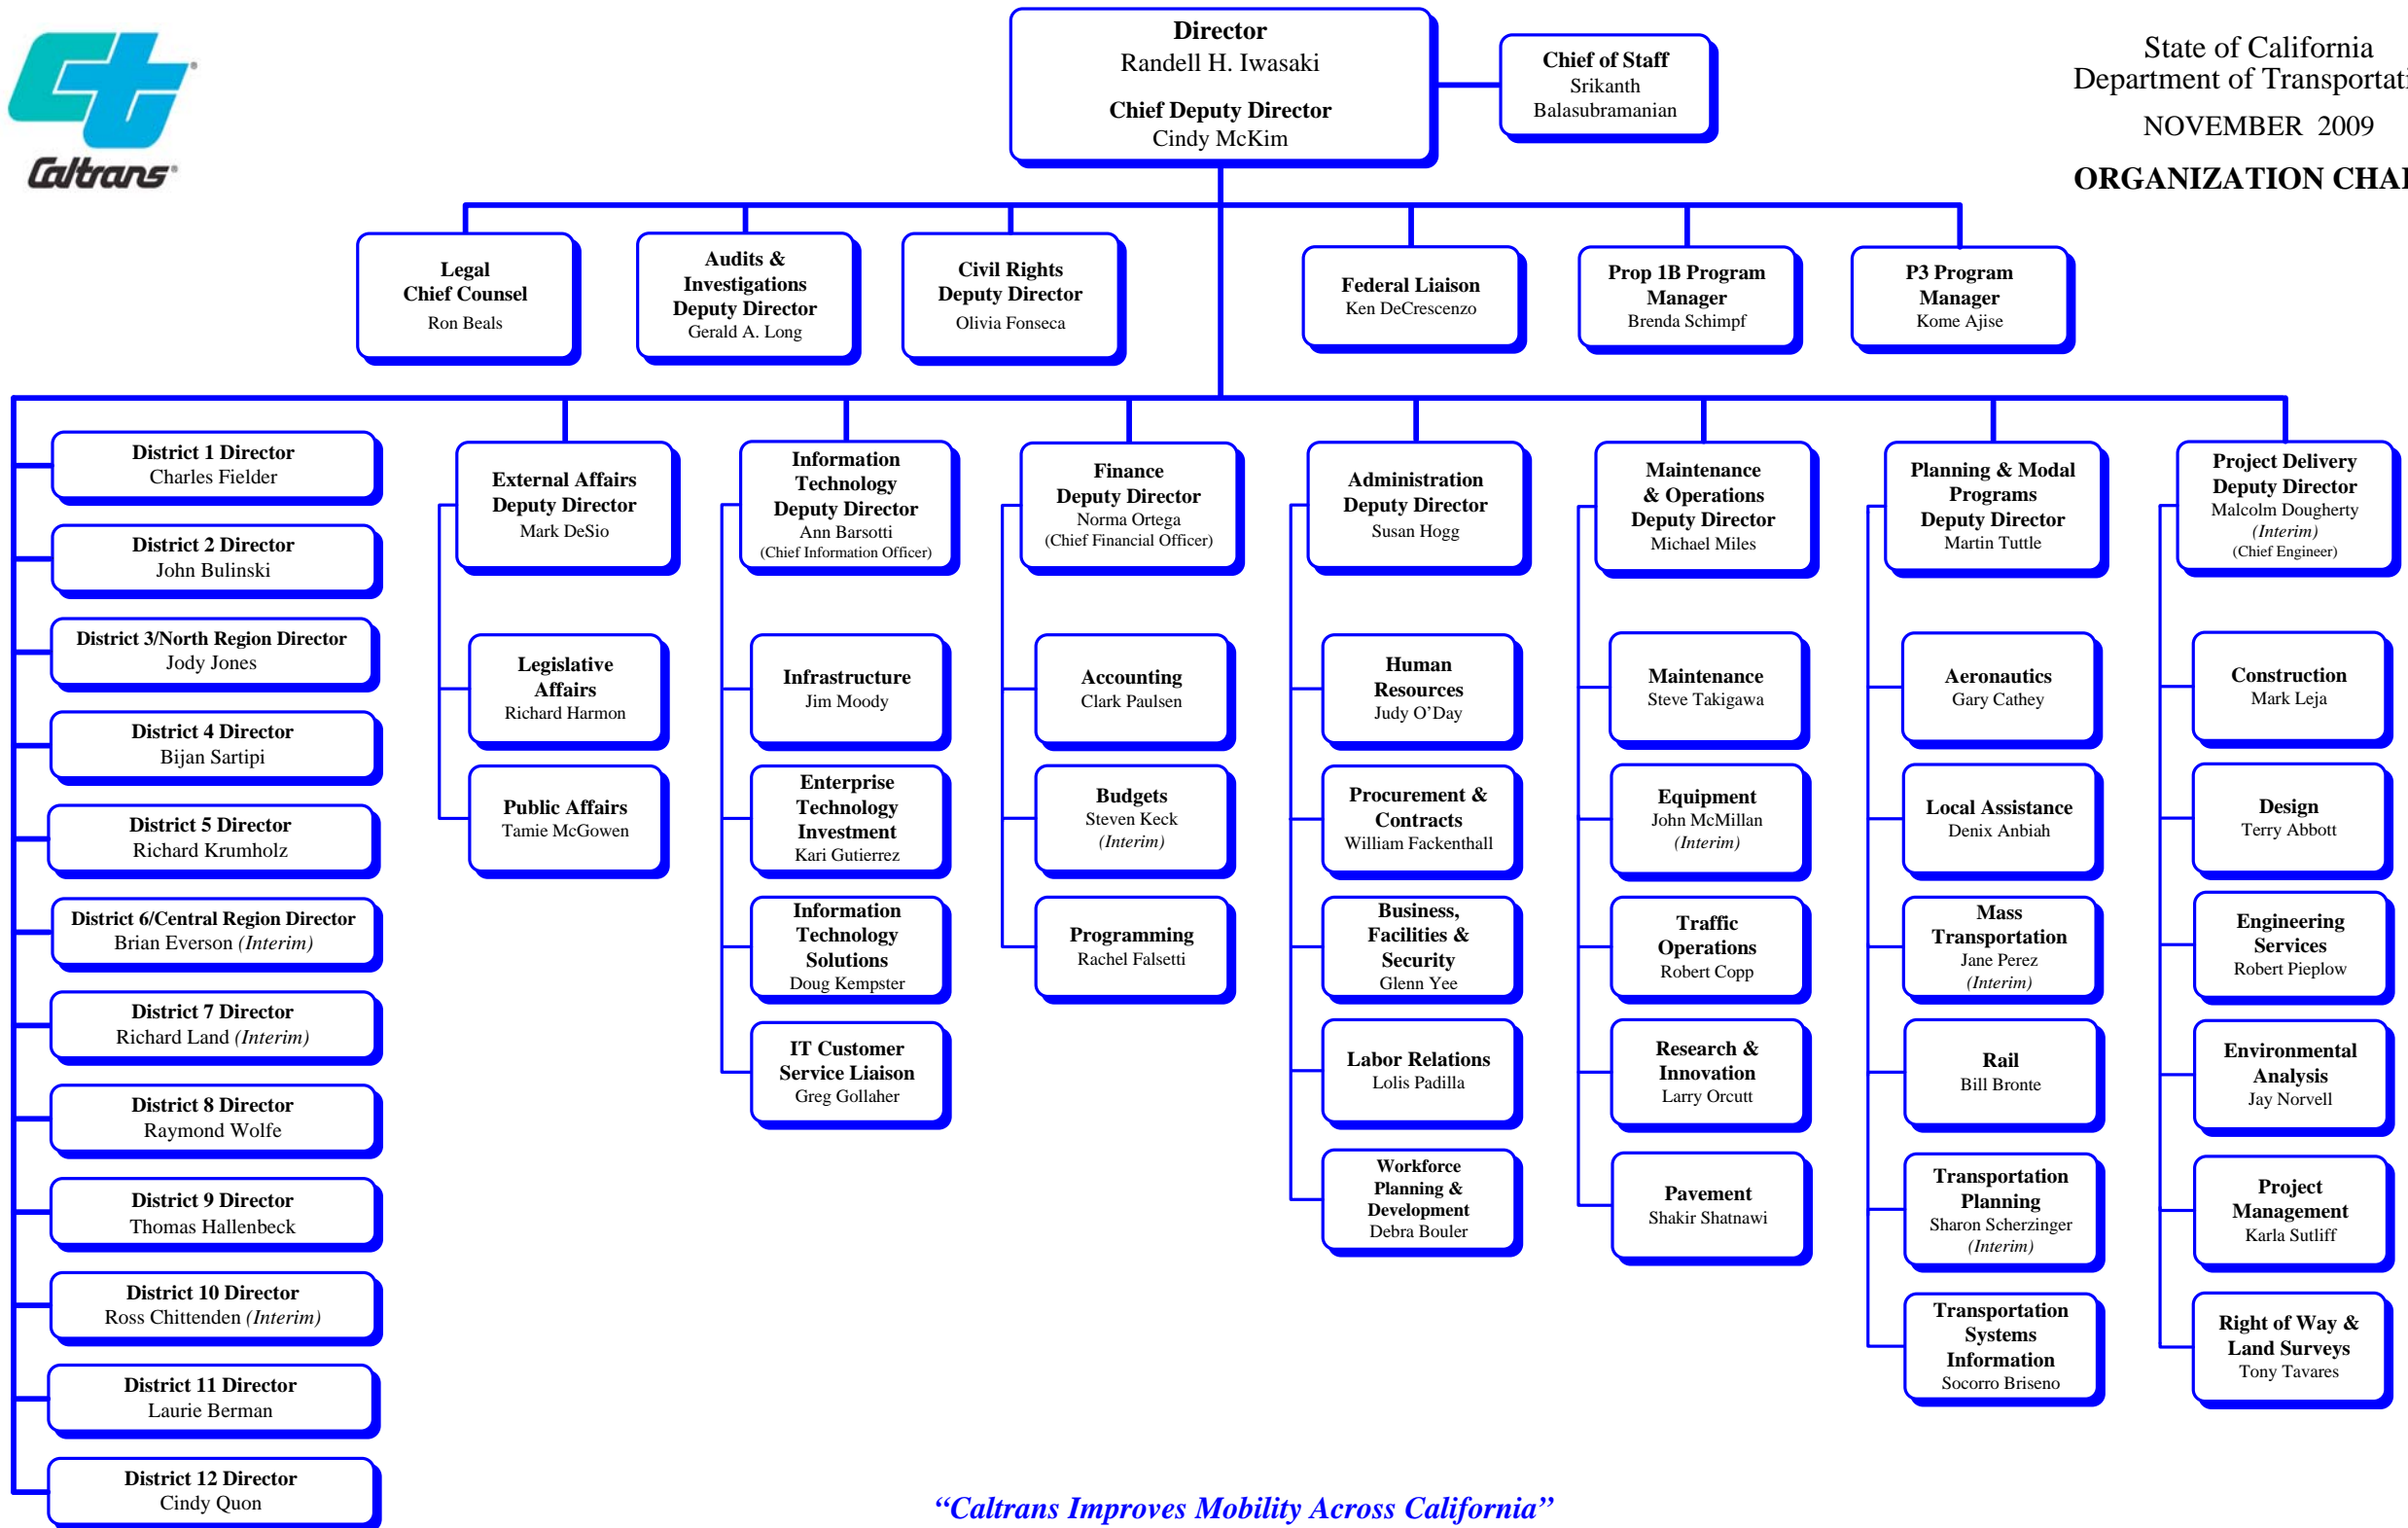 Caltrans
Director
Randell H. Iwasaki
Chief Deputy Director
Cindy McKim
Chief of Staff
Srikanth
Balasubramanian
State of California
Department of Transportati
NOVEMBER 2009
ORGANIZATION CHA
Legal
Chief Counsel
Ron Beals
Audits &
Investigations
Deputy Director
Gerald A. Long
Civil Rights
Deputy Director
Olivia Fonseca
Federal Liaison
Ken DeCrescenzo
Prop 1B Program
Manager
Brenda Schimpf
P3 Program
Manager
Kome Ajise
District 1 Director
Charles Fielder
District 2 Director
John Bulinski
District 3/North Region Director
Jody Jones
District 4 Director
Bijan Sartipi
District 5 Director
Richard Krumholz
District 6/Central Region Director
Brian Everson (Interim)
District 7 Director
Richard Land (Interim)
District 8 Director
Raymond Wolfe
District 9 Director
Thomas Hallenbeck
District 10 Director
Ross Chittenden (Interim)
District 11 Director
Laurie Berman
District 12 Director
Cindy Quon
External Affairs
Deputy Director
Mark DeSio
Legislative
Affairs
Richard Harmon
Public Affairs
Tamie McGowen
Information
Technology
Deputy Director
Ann Barsotti
(Chief Information Officer)
Infrastructure
Jim Moody
Enterprise
Technology
Investment
Kari Gutierrez
Information
Technology
Solutions
Doug Kempster
IT Customer
Service Liaison
Greg Gollaher
Finance
Deputy Director
Norma Ortega
(Chief Financial Officer)
Accounting
Clark Paulsen
Budgets
Steven Keck
(Interim)
Programming
Rachel Falsetti
Administration
Deputy Director
Susan Hogg
Human
Resources
Judy O’Day
Procurement &
Contracts
William Fackenthall
Business,
Facilities &
Security
Glenn Yee
Labor Relations
Lolis Padilla
Workforce
Planning &
Development
Debra Bouler
Maintenance
& Operations
Deputy Director
Michael Miles
Maintenance
Steve Takigawa
Equipment
John McMillan
(Interim)
Traffic
Operations
Robert Copp
Research &
Innovation
Larry Orcutt
Pavement
Shakir Shatnawi
Planning & Modal
Programs
Deputy Director
Martin Tuttle
Aeronautics
Gary Cathey
Local Assistance
Denix Anbiah
Mass
Transportation
Jane Perez
(Interim)
Rail
Bill Bronte
Transportation
Planning
Sharon Scherzinger
(Interim)
Transportation
Systems
Information
Socorro Briseno
Project Delivery
Deputy Director
Malcolm Dougherty
(Interim)
(Chief Engineer)
Construction
Mark Leja
Design
Terry Abbott
Engineering
Services
Robert Pieplow
Environmental
Analysis
Jay Norvell
Project
Management
Karla Sutliff
Right of Way &
Land Surveys
Tony Tavares
“Caltrans Improves Mobility Across California”